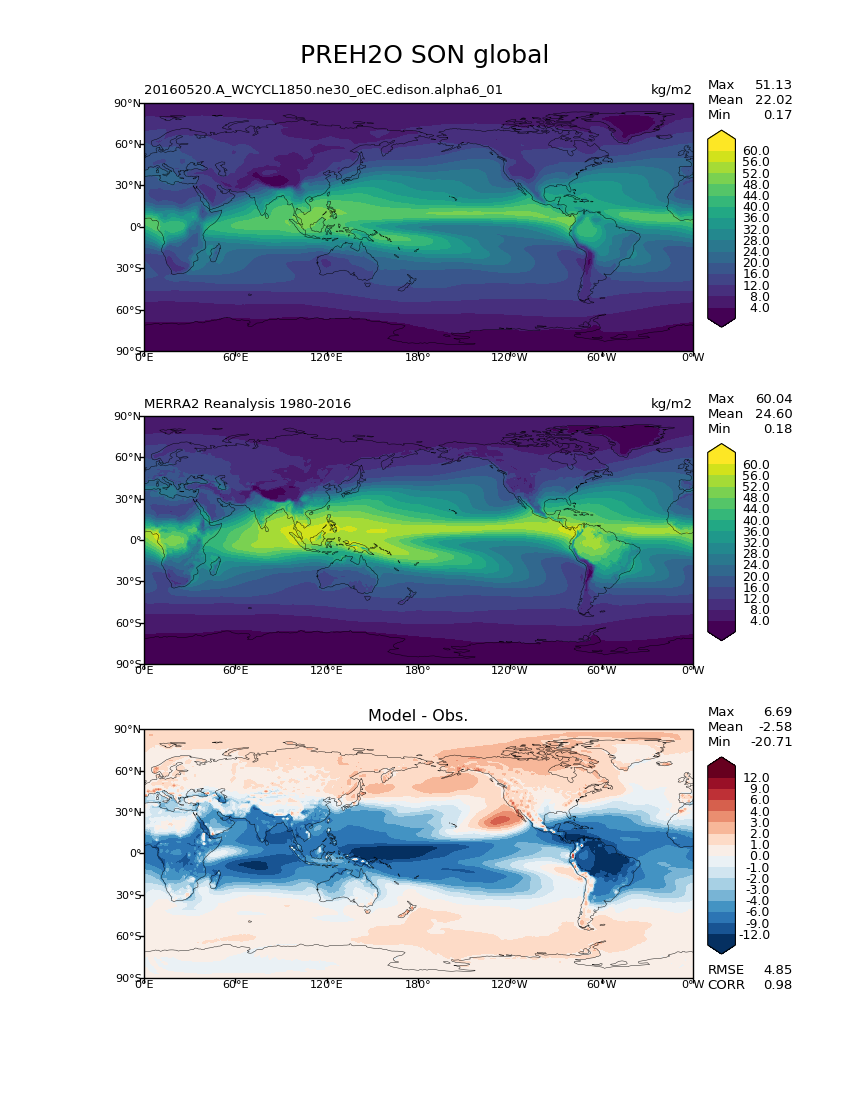 PREH2O SON global
20160520.A_WCYCL1850.ne30_oEC.edison.alpha6_01 kg/m2
Max 51.13
Mean 22.02
Min 0.17
90°N
60°N
30°N
0°
30°S
60°S
90°S
0°E 60°E 120°E 180° 120°W 60°W 0°W
60.0
56.0
52.0
48.0
44.0
40.0
36.0
32.0
28.0
24.0
20.0
16.0
12.0
8.0
4.0
MERRA2 Reanalysis 1980-2016 kg/m2
Max 60.04
Mean 24.60
Min 0.18
90°N
60°N
30°N
0°
30°S
60°S
90°S
0°E 60°E 120°E 180° 120°W 60°W 0°W
60.0
56.0
52.0
48.0
44.0
40.0
36.0
32.0
28.0
24.0
20.0
16.0
12.0
8.0
4.0
Model - Obs.
Max 6.69
Mean -2.58
Min -20.71
90°N
60°N
30°N
0°
30°S
60°S
90°S
0°E 60°E 120°E 180° 120°W 60°W 0°W
12.0
9.0
6.0
4.0
3.0
2.0
1.0
0.0
-1.0
-2.0
-3.0
-4.0
-6.0
-9.0
-12.0
RMSE 4.85
CORR 0.98